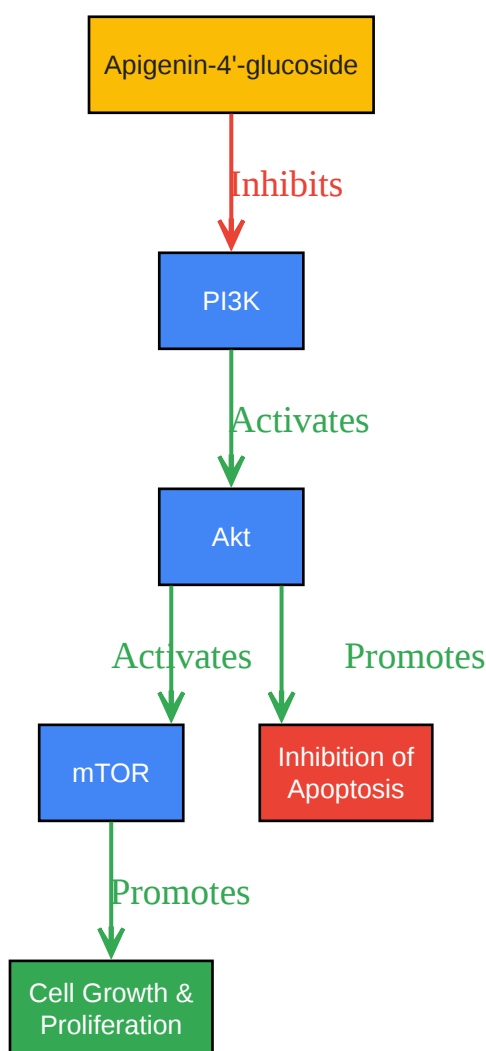 Apigenin-4'-glucoside
Inhibits
PI3K
Activates
Akt
Activates
Promotes
mTOR
Inhibition of
Apoptosis
Promotes
Cell Growth &
Proliferation